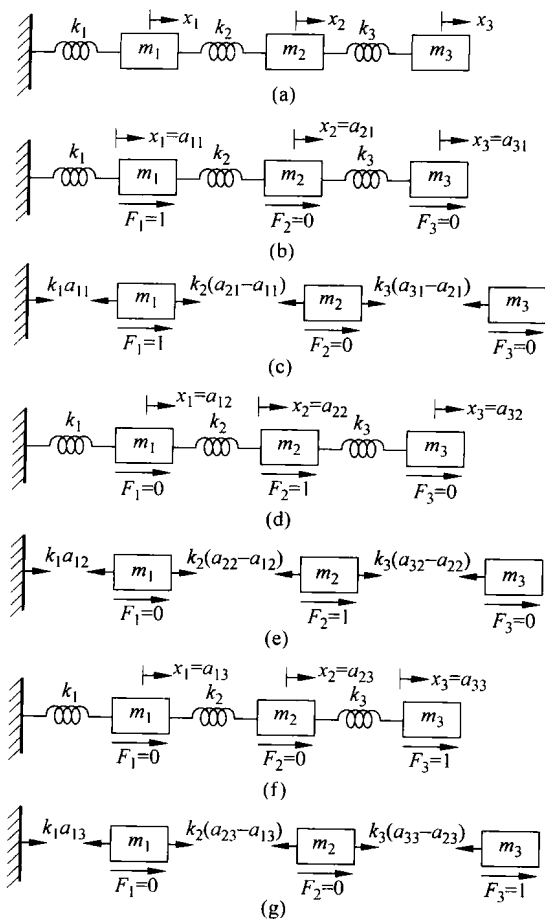 k₁ m₁ x₁ k₂ m₂ x₂ k₃ m₃ x₃
(a)
k₁ x₁=a₁₁ k₂ x₂=a₂₁ k₃ x₃=a₃₁
m₁ m₂ m₃
F₁=1 F₂=0 F₃=0
(b)
k₁a₁₁ m₁ k₂(a₂₁−a₁₁) m₂ k₃(a₃₁−a₂₁) m₃
F₁=1 F₂=0 F₃=0
(c)
k₁ x₁=a₁₂ k₂ x₂=a₂₂ k₃ x₃=a₃₂
m₁ m₂ m₃
F₁=0 F₂=1 F₃=0
(d)
k₁a₁₂ m₁ k₂(a₂₂−a₁₂) m₂ k₃(a₃₂−a₂₂) m₃
F₁=0 F₂=1 F₃=0
(e)
k₁ x₁=a₁₃ k₂ x₂=a₂₃ k₃ x₃=a₃₃
m₁ m₂ m₃
F₁=0 F₂=0 F₃=1
(f)
k₁a₁₃ m₁ k₂(a₂₃−a₁₃) m₂ k₃(a₃₃−a₂₃) m₃
F₁=0 F₂=0 F₃=1
(g)